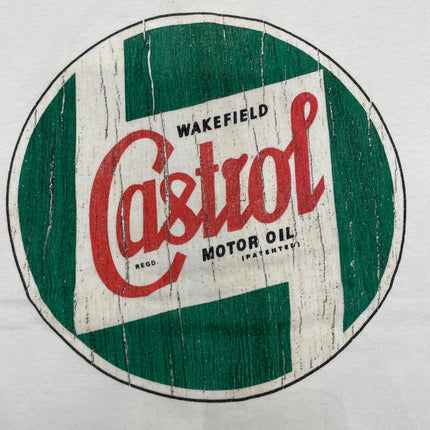 WAKEFIELD
Castrol
REGD.
MOTOR OIL
(PATENTED)